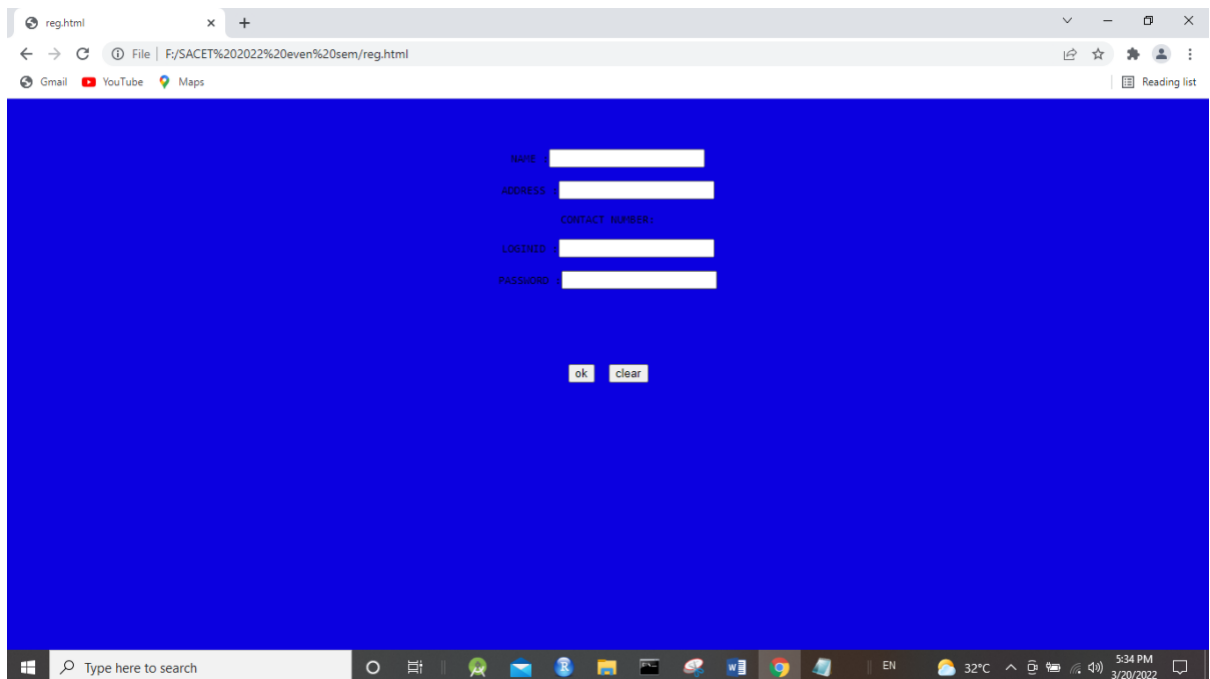 reg.html
File F:/SACET%202022%20even%20sem/reg.html
Gmail YouTube Maps Reading list
NAME :
ADDRESS :
CONTACT NUMBER:
LOGINID :
PASSWORD :
ok clear
Type here to search EN 32°C 5:34 PM
3/20/2022